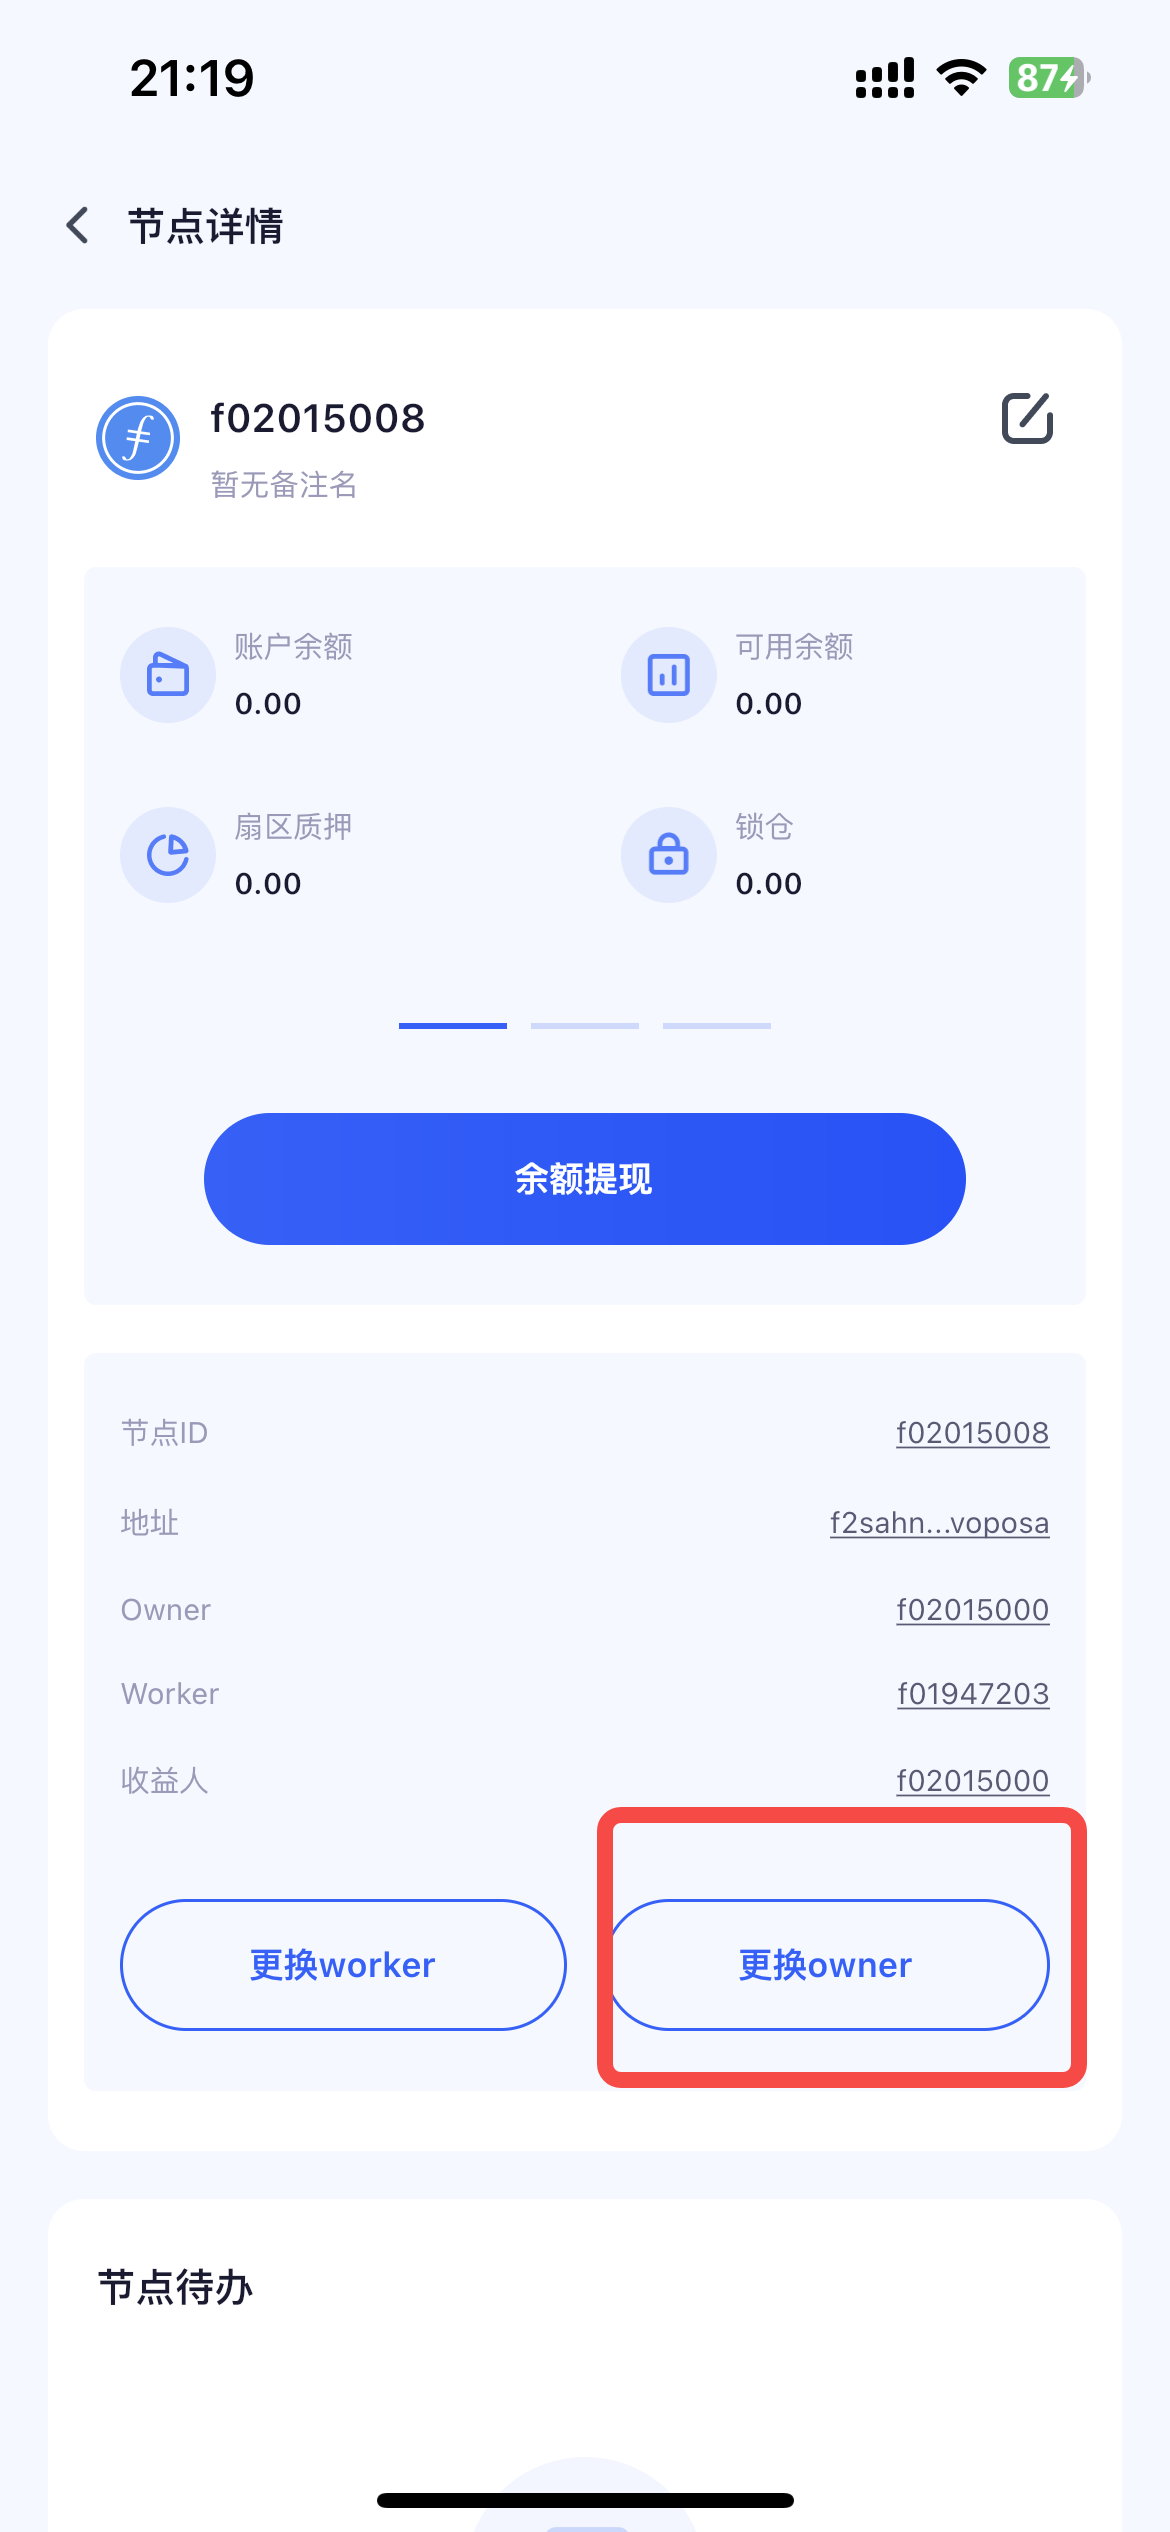 21:19
87
节点详情
f02015008
暂无备注名
账户余额
0.00
可用余额
0.00
扇区质押
0.00
锁仓
0.00
余额提现
节点ID
f02015008
地址
f2sahn...voposa
Owner
f02015000
Worker
f01947203
收益人
f02015000
更换worker
更换owner
节点待办